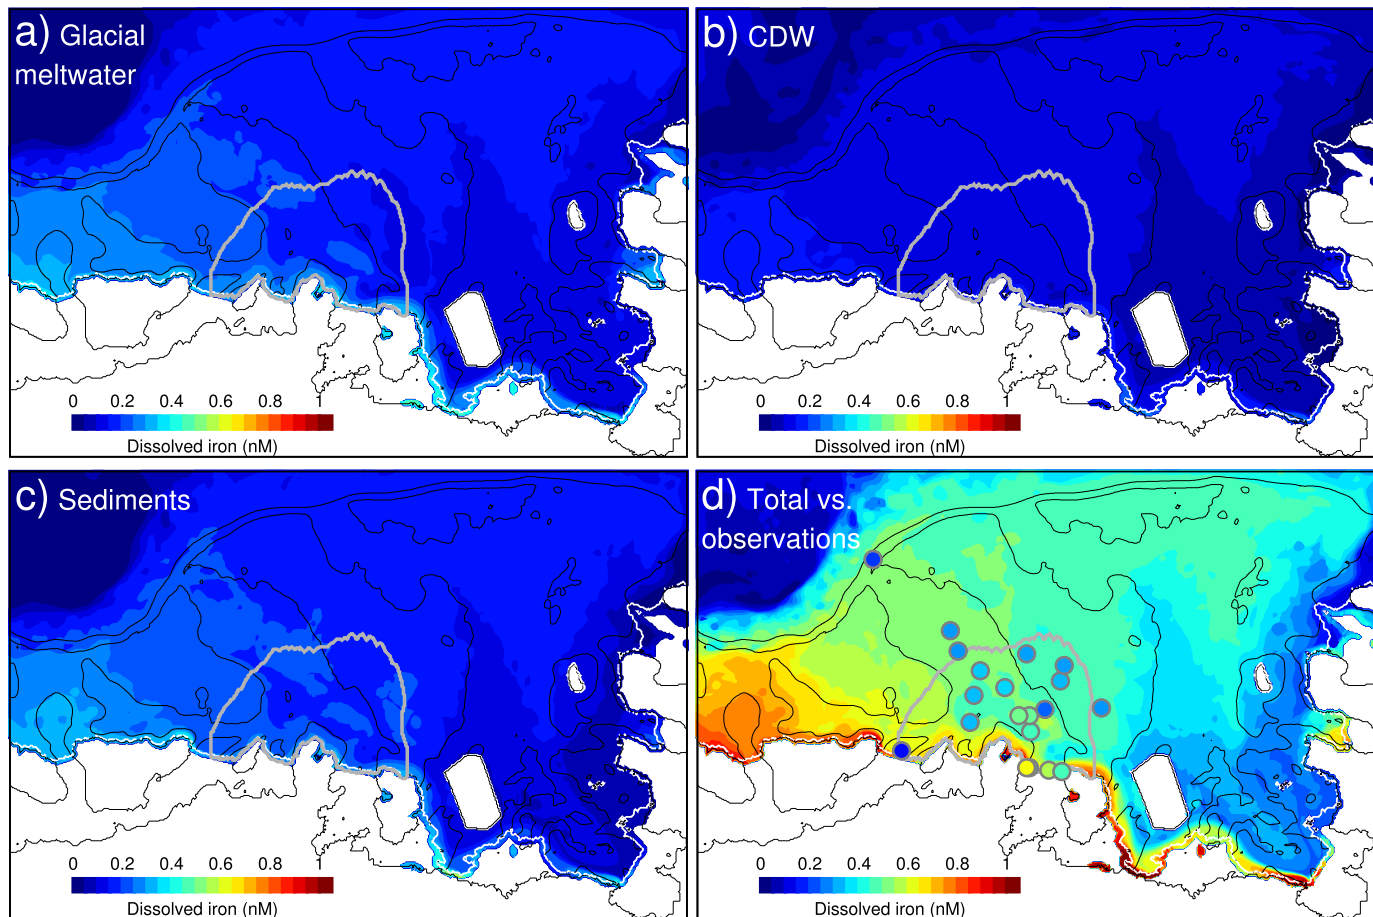 a) Glacial
meltwater
0 0.2 0.4 0.6 0.8 1
Dissolved iron (nM)
b) CDW
0 0.2 0.4 0.6 0.8 1
Dissolved iron (nM)
c) Sediments
0 0.2 0.4 0.6 0.8 1
Dissolved iron (nM)
d) Total vs.
observations
0 0.2 0.4 0.6 0.8 1
Dissolved iron (nM)